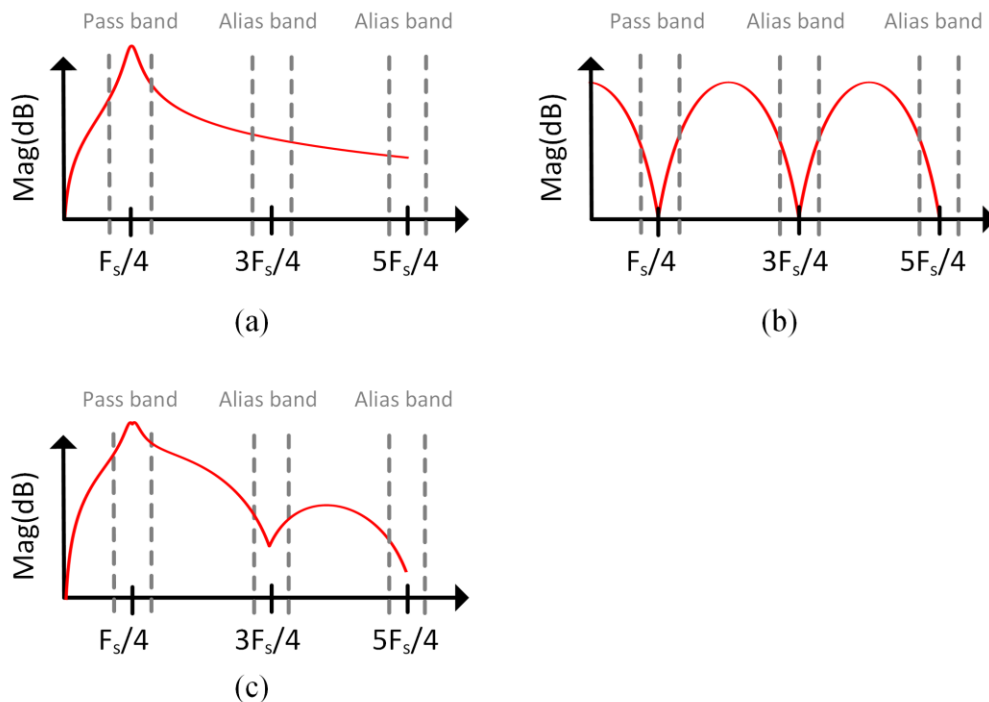 Pass band Alias band Alias band
Mag(dB)
Fs/4 3Fs/4 5Fs/4
(a)
Pass band Alias band Alias band
Mag(dB)
Fs/4 3Fs/4 5Fs/4
(b)
Pass band Alias band Alias band
Mag(dB)
Fs/4 3Fs/4 5Fs/4
(c)